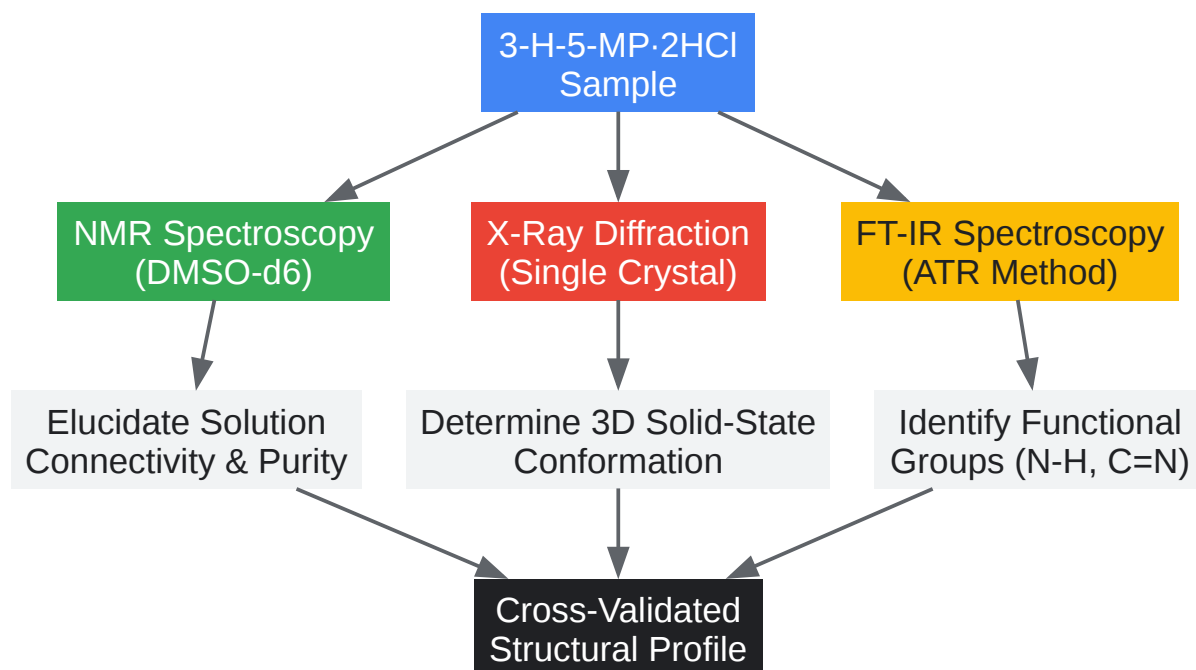 3-H-5-MP·2HCl
Sample
NMR Spectroscopy
(DMSO-d6)
X-Ray Diffraction
(Single Crystal)
FT-IR Spectroscopy
(ATR Method)
Elucidate Solution
Connectivity & Purity
Determine 3D Solid-State
Conformation
Identify Functional
Groups (N-H, C=N)
Cross-Validated
Structural Profile